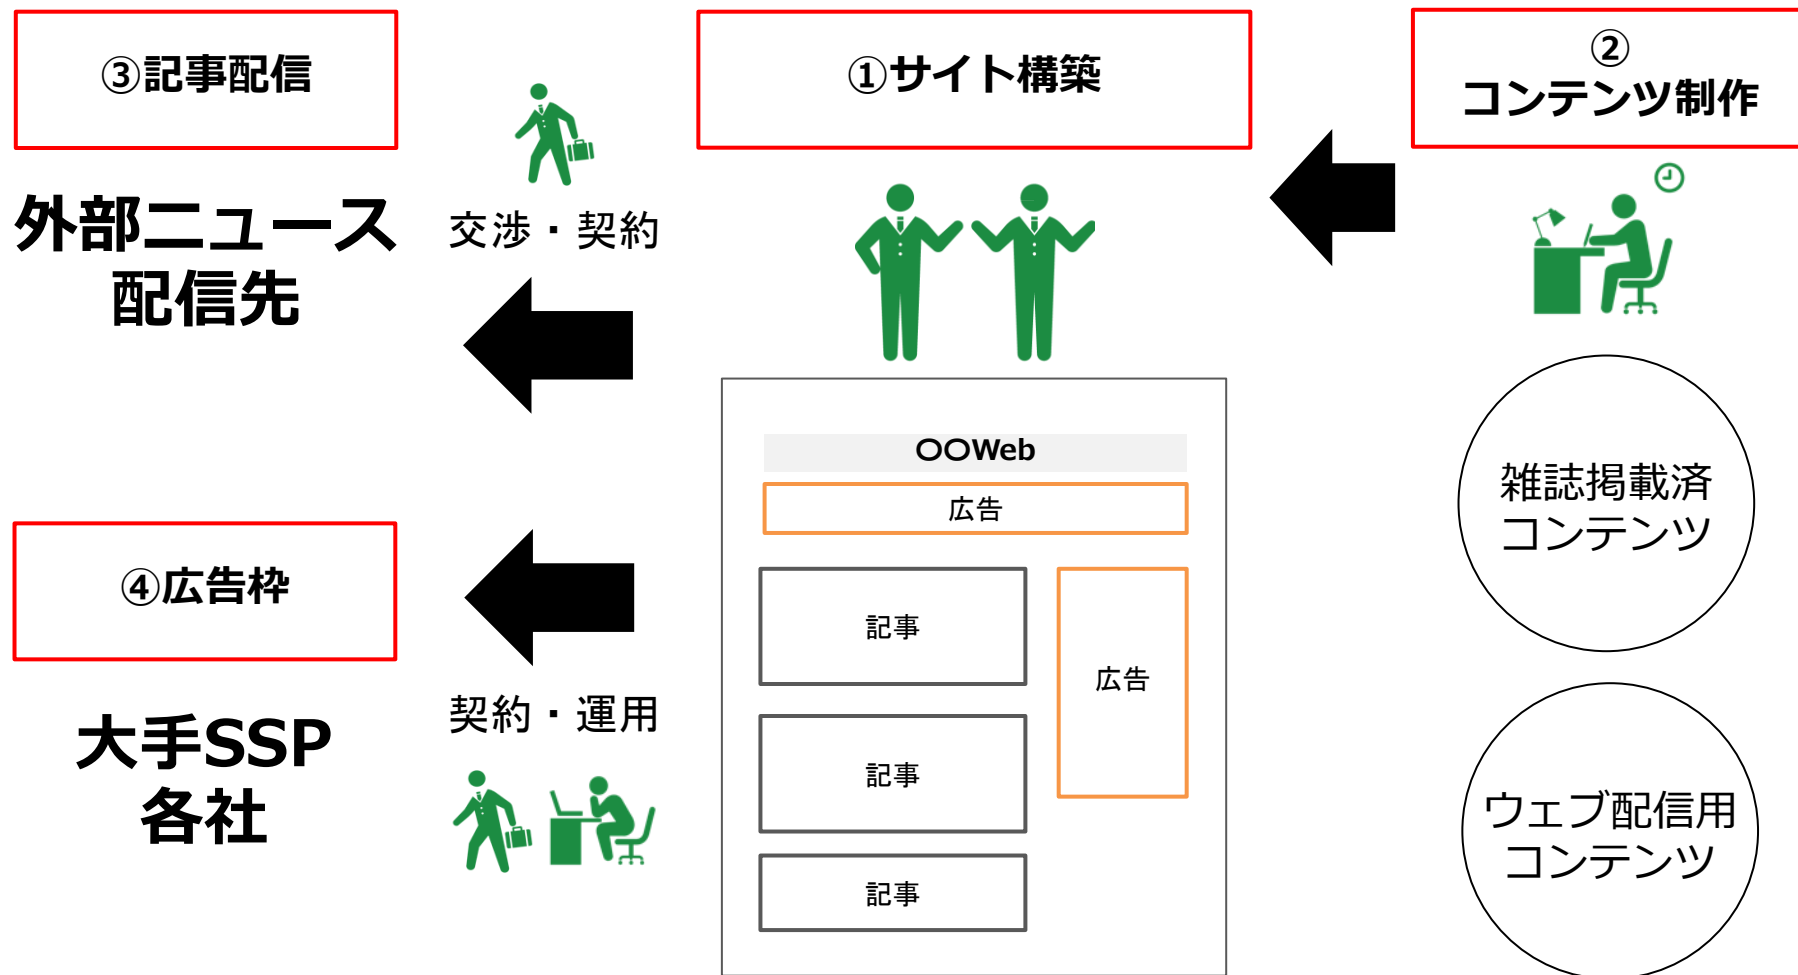 ③記事配信
外部ニュース
配信先
交渉・契約
①サイト構築
②
コンテンツ制作
④広告枠
大手SSP
各社
契約・運用
〇〇Web
広告
記事
広告
記事
記事
雑誌掲載済
コンテンツ
ウェブ配信用
コンテンツ